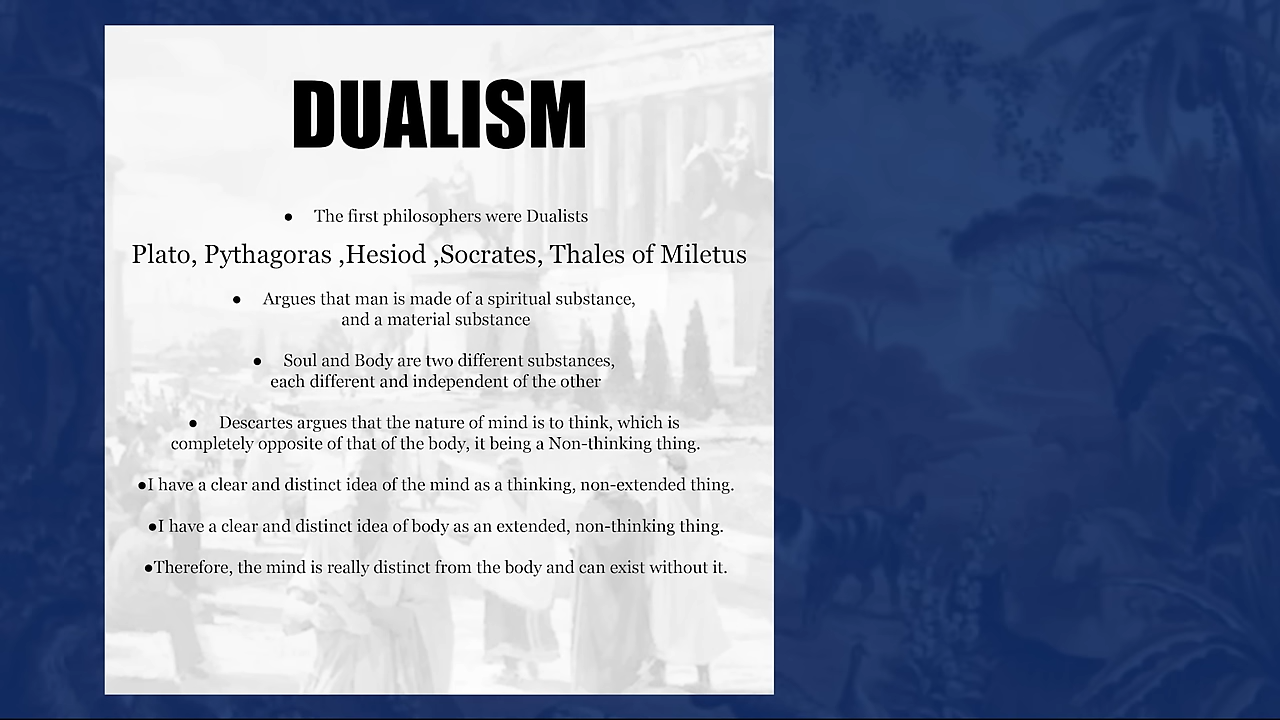 DUALISM
● The first philosophers were Dualists
Plato, Pythagoras ,Hesiod ,Socrates, Thales of Miletus
● Argues that man is made of a spiritual substance,
and a material substance
● Soul and Body are two different substances,
each different and independent of the other
● Descartes argues that the nature of mind is to think, which is
completely opposite of that of the body, it being a Non-thinking thing.
●I have a clear and distinct idea of the mind as a thinking, non-extended thing.
●I have a clear and distinct idea of body as an extended, non-thinking thing.
●Therefore, the mind is really distinct from the body and can exist without it.